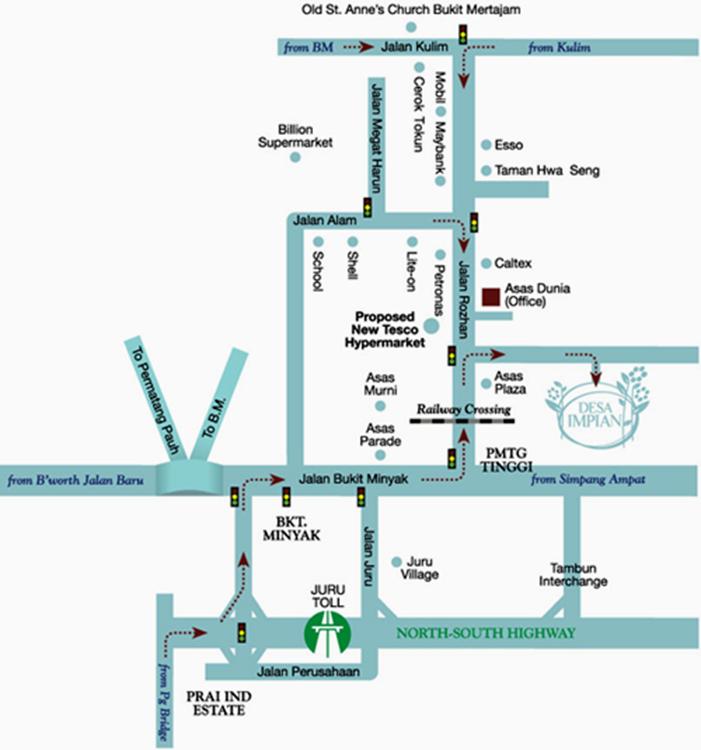 Old St. Anne's Church Bukit Mertajam
from BM
Jalan Kulim
from Kulim
Cerok Tokun
Mobil
Maybank
Jalan Megat Harun
Billion
Supermarket
Esso
Taman Hwa Seng
Jalan Alam
School
Shell
Lite-on
Petronas
Jalan Rozhan
Caltex
Asas Dunia
(Office)
Proposed
New Tesco
Hypermarket
To Permatang Pauh
To B.M.
Asas
Murni
Asas
Plaza
DESA
IMPIAN
Railway Crossing
Asas
Parade
PMTG
TINGGI
from B'worth Jalan Baru
Jalan Bukit Minyak
from Simpang Ampat
BKT.
MINYAK
Jalan Juru
Juru
Village
Tambun
Interchange
JURU
TOLL
NORTH-SOUTH HIGHWAY
Jalan Perusahaan
from Pg Bridge
PRAI IND
ESTATE